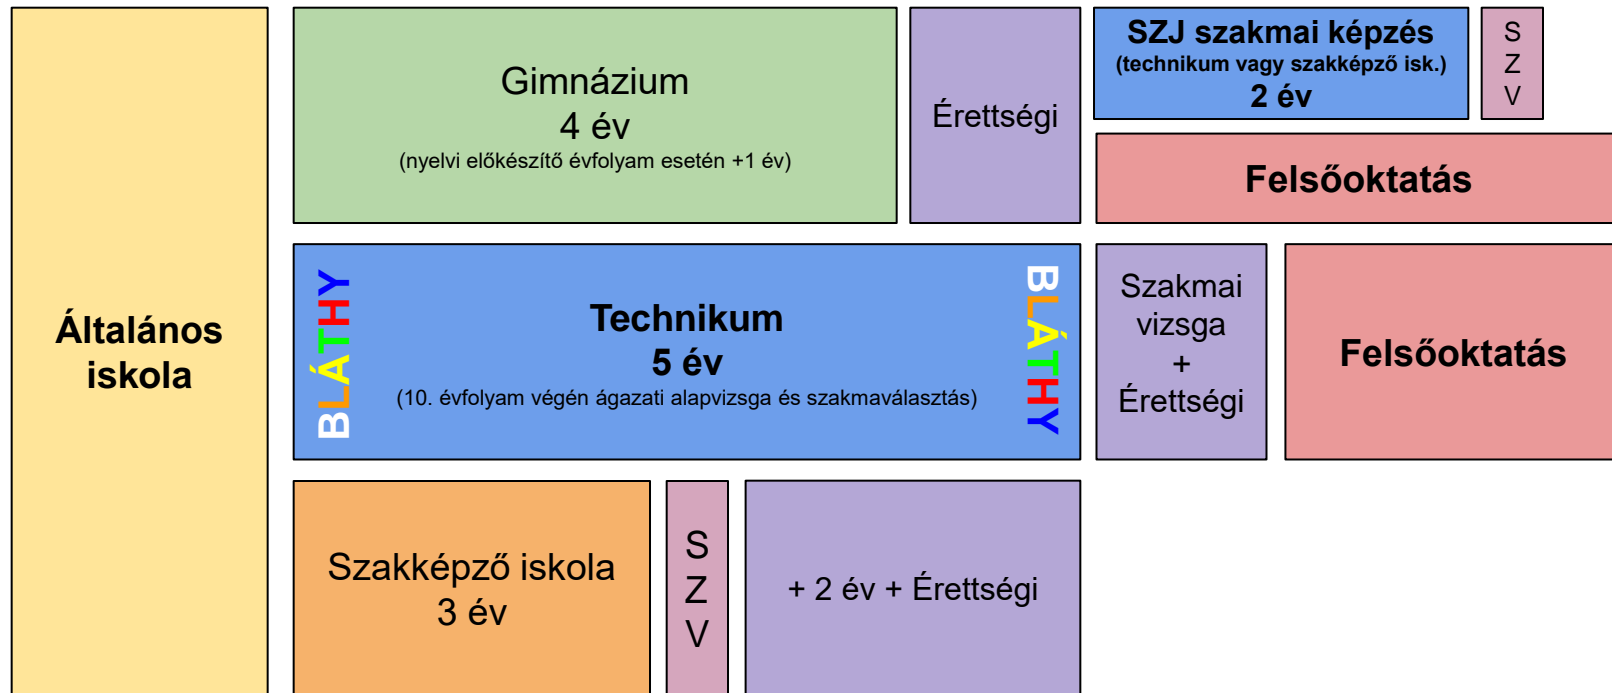 Általános
iskola
Gimnázium
4 év
(nyelvi előkészítő évfolyam esetén +1 év)
Érettségi
SZJ szakmai képzés
(technikum vagy szakképző isk.)
2 év
S
Z
V
Felsőoktatás
BLÁTHY
Technikum
5 év
(10. évfolyam végén ágazati alapvizsga és szakmaválasztás)
BLÁTHY
Szakmai
vizsga
+
Érettségi
Felsőoktatás
Szakképző iskola
3 év
S
Z
V
+ 2 év + Érettségi